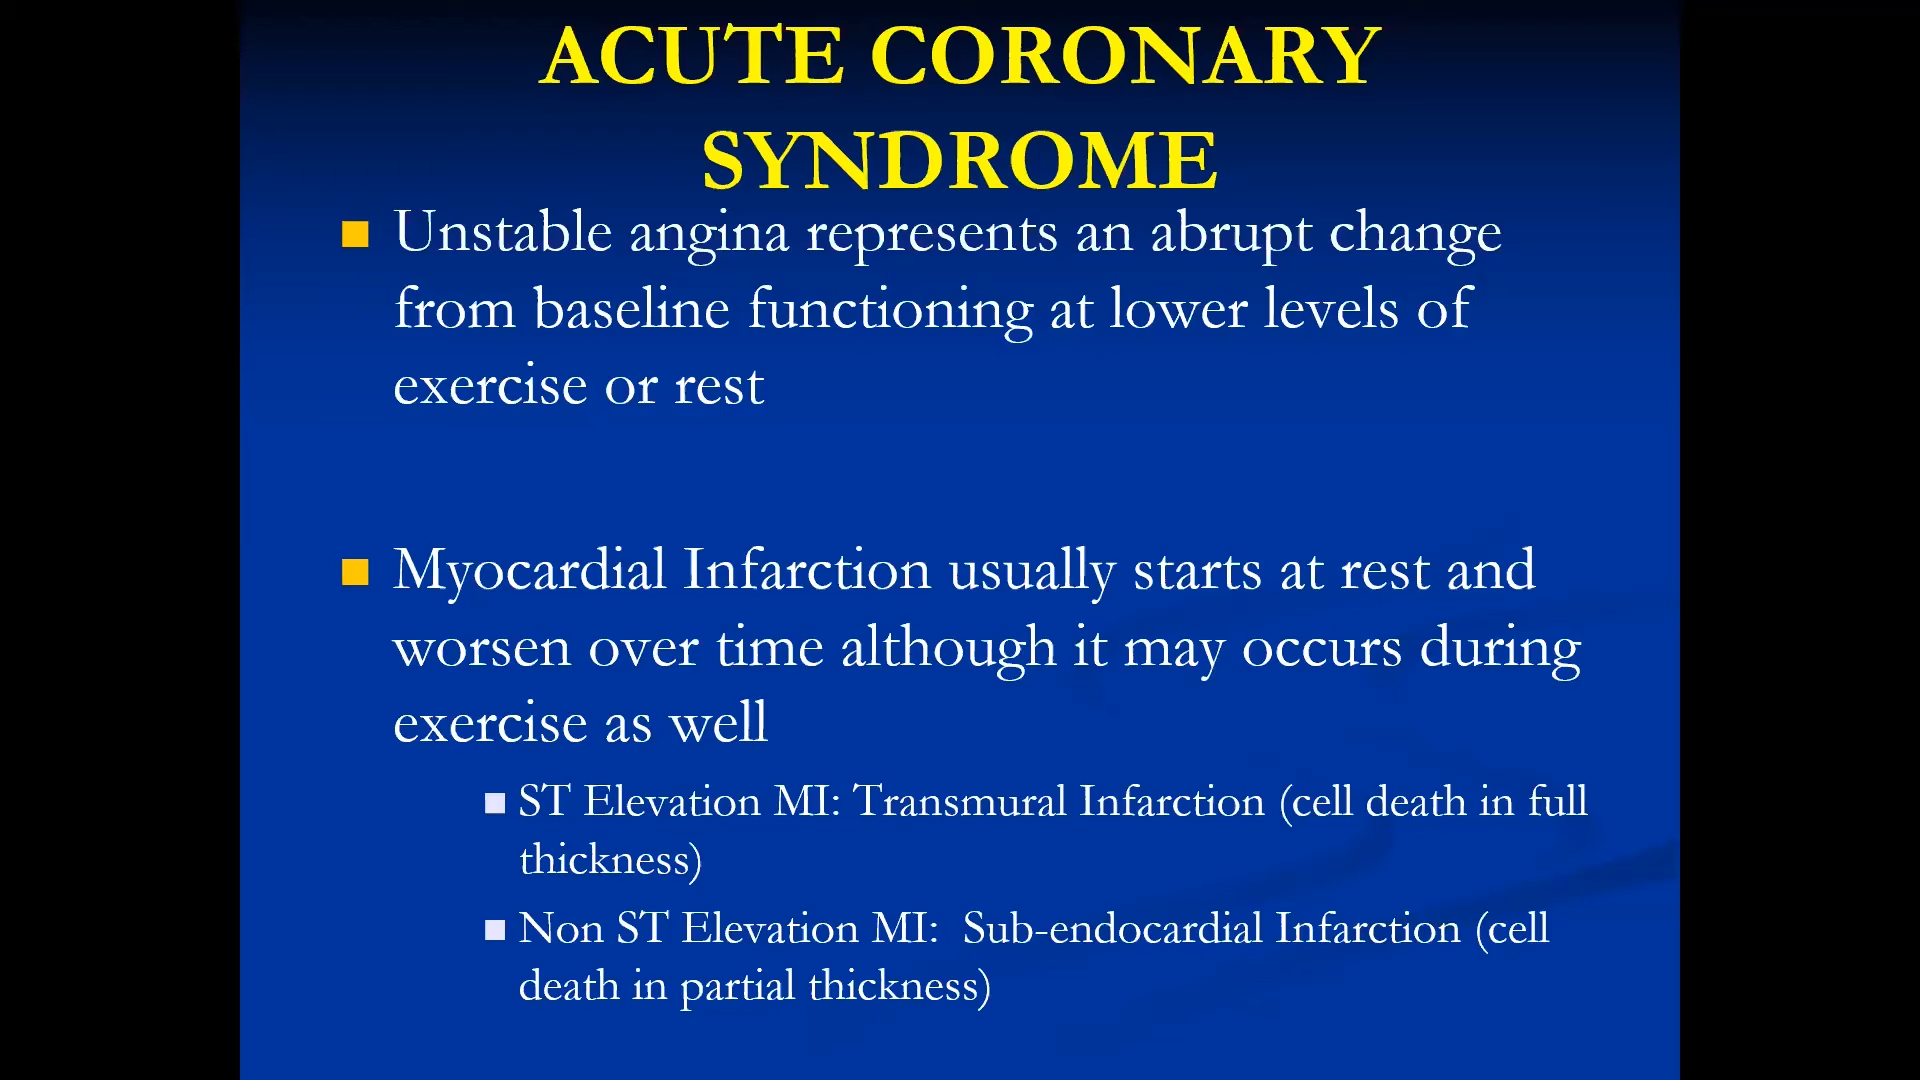 ACUTE CORONARY
SYNDROME
Unstable angina represents an abrupt change
from baseline functioning at lower levels of
exercise or rest
Myocardial Infarction usually starts at rest and
worsen over time although it may occurs during
exercise as well
ST Elevation MI: Transmural Infarction (cell death in full
thickness)
Non ST Elevation MI:  Sub-endocardial Infarction (cell
death in partial thickness)